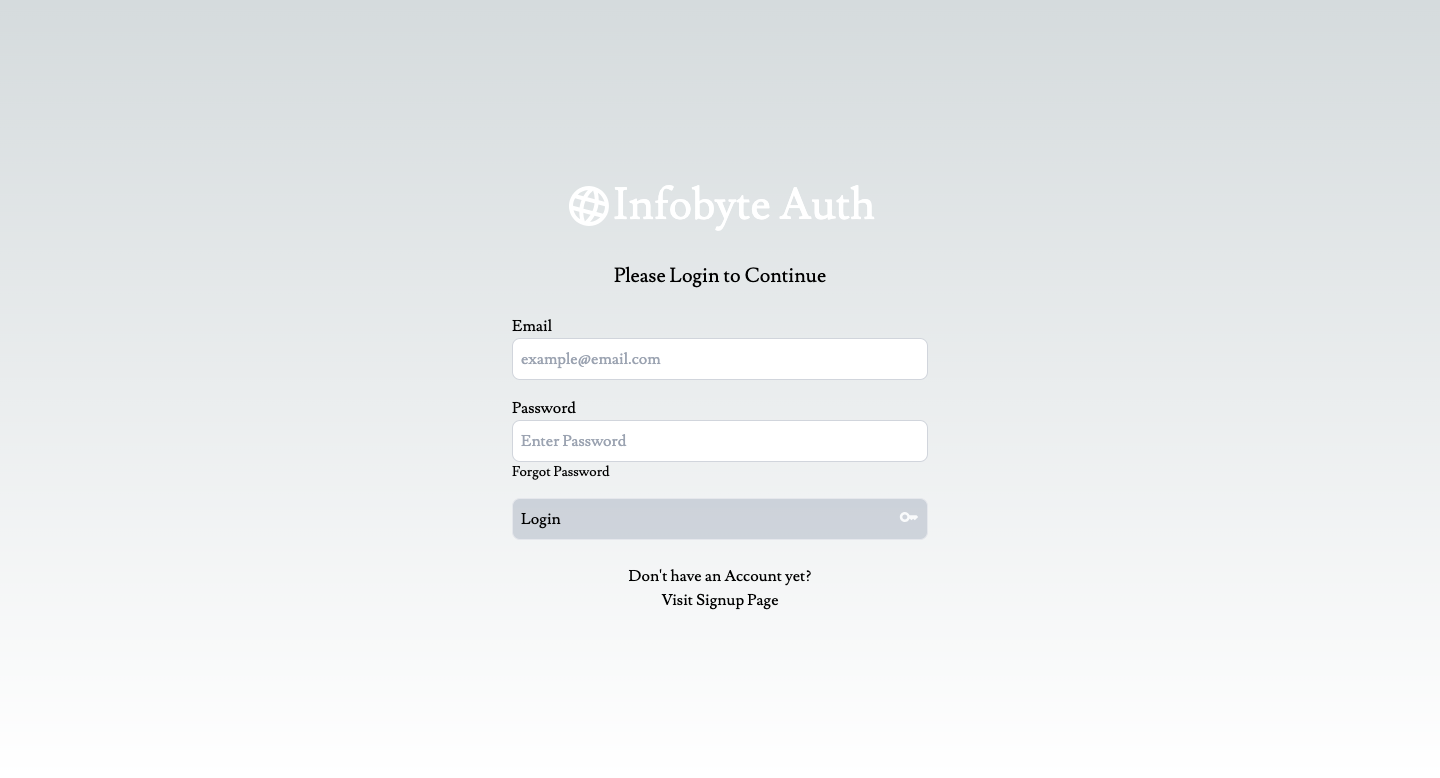 Infobyte Auth
Please Login to Continue
Email
example@email.com
Password
Enter Password
Forgot Password
Login
Don't have an Account yet?
Visit Signup Page